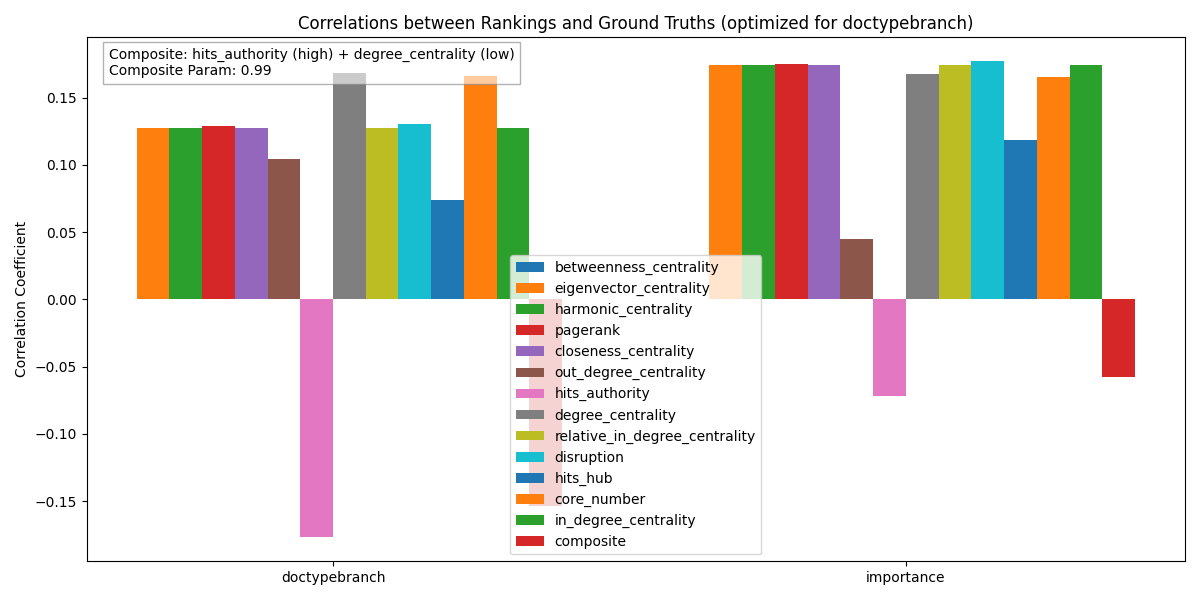 Correlations between Rankings and Ground Truths (optimized for doctypebranch)
Composite: hits_authority (high) + degree_centrality (low)
Composite Param: 0.99
Correlation Coefficient
0.15
0.10
0.05
0.00
−0.05
−0.10
−0.15
betweenness_centrality
eigenvector_centrality
harmonic_centrality
pagerank
closeness_centrality
out_degree_centrality
hits_authority
degree_centrality
relative_in_degree_centrality
disruption
hits_hub
core_number
in_degree_centrality
composite
doctypebranch
importance